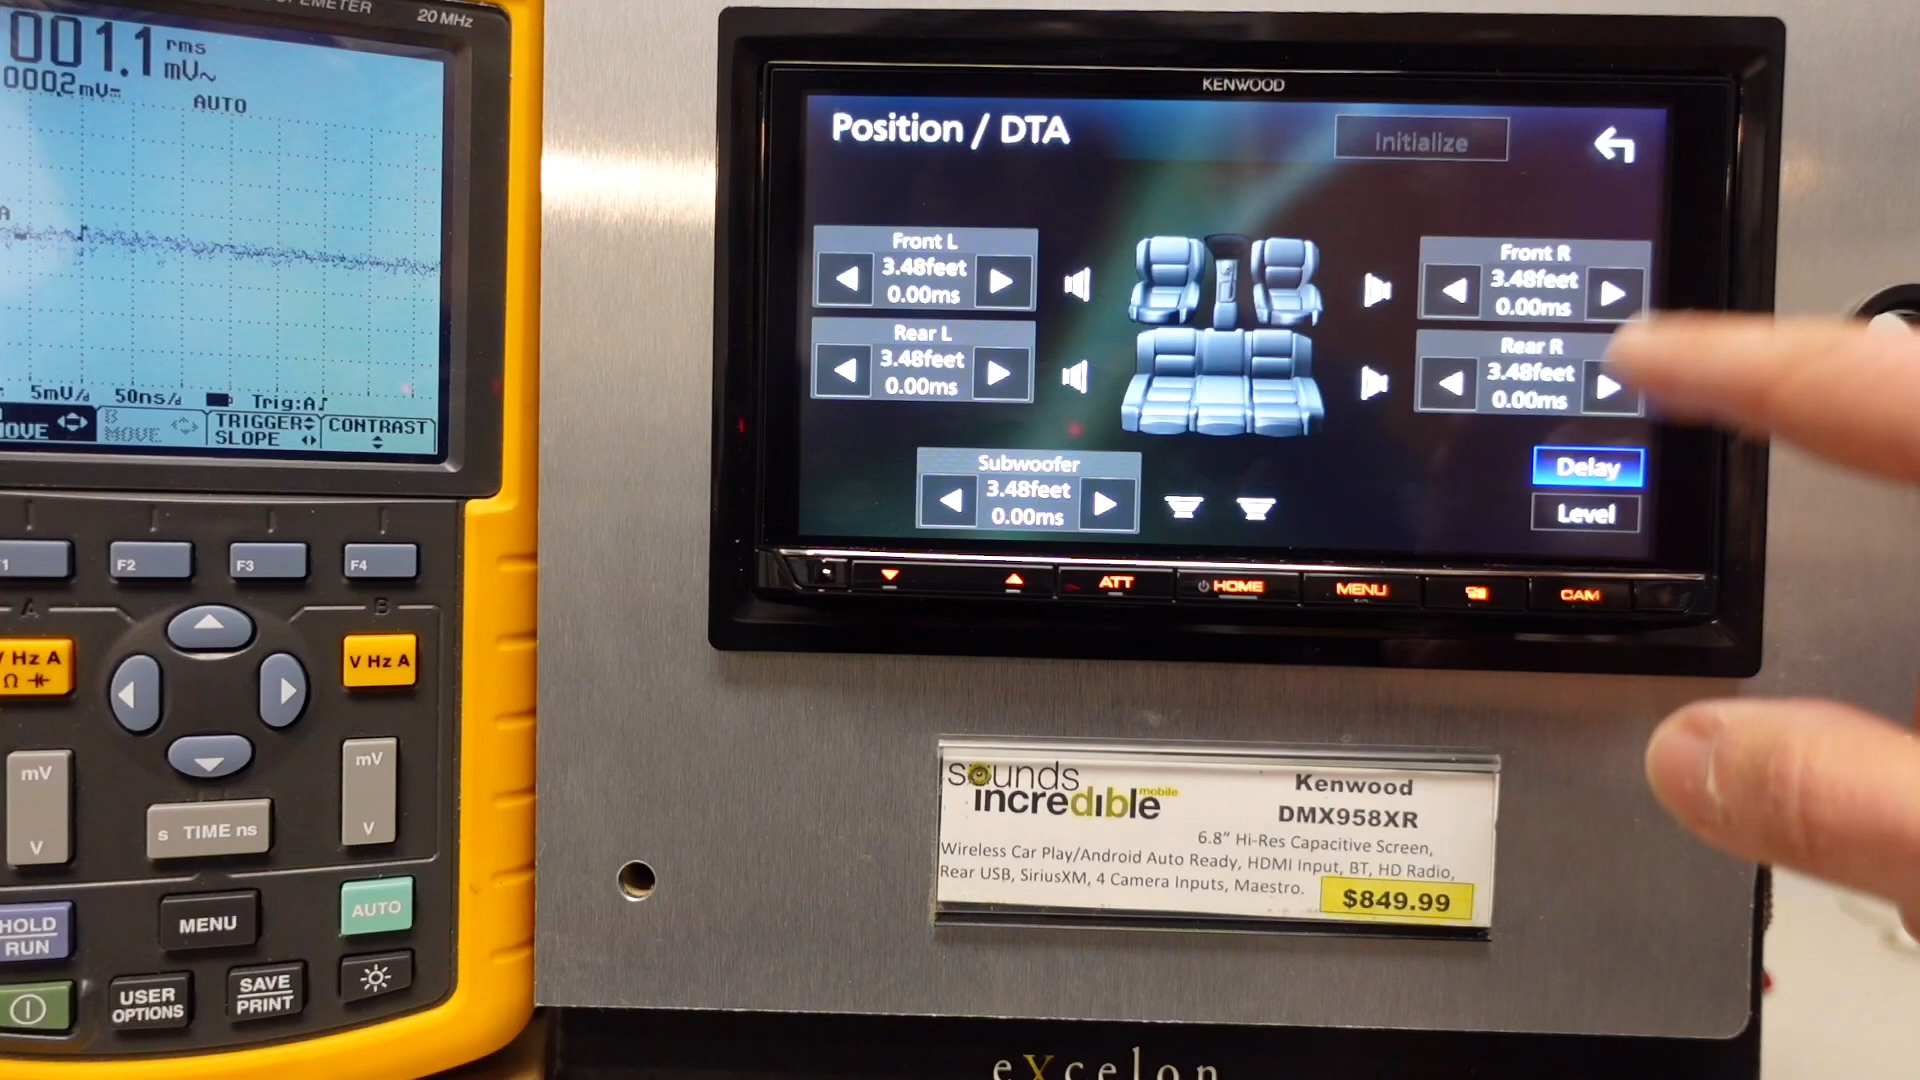 20 MHz
001.1 rms
mV~
000.2 mV
AUTO
A
5mV/d 50ns/d Trig:A
MOVE
B
MOVE
TRIGGER
SLOPE
CONTRAST
F2
F3
F4
A
B
V Hz A
Ω
V Hz A
mV
V
mV
V
s TIME ns
HOLD
RUN
MENU
AUTO
USER
OPTIONS
SAVE
PRINT
KENWOOD
Position / DTA
Initialize
Front L
3.48feet
0.00ms
Front R
3.48feet
0.00ms
Rear L
3.48feet
0.00ms
Rear R
3.48feet
0.00ms
Subwoofer
3.48feet
0.00ms
Delay
Level
ATT
HOME
MENU
CAM
sounds
incredible mobile
Kenwood
DMX958XR
6.8” Hi-Res Capacitive Screen,
Wireless Car Play/Android Auto Ready, HDMI Input, BT, HD Radio,
Rear USB, SiriusXM, 4 Camera Inputs, Maestro.
$849.99
eXcelon